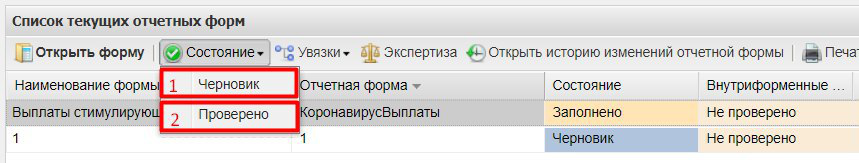 Список текущих отчетных форм
Открыть форму Состояние Увязки Экспертиза Открыть историю изменений отчетной формы Печат
Наименование формы 1 Черновик Отчетная форма Состояние Внутриформенные ...
Выплаты стимулирующ 2 Проверено КоронавирусВыплаты Заполнено Не проверено
1 1 Черновик Не проверено